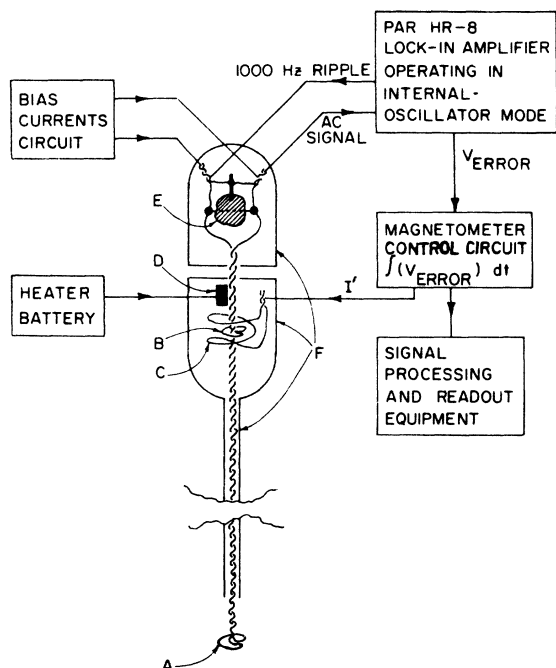 PAR HR-8
LOCK-IN AMPLIFIER
OPERATING IN
INTERNAL-
OSCILLATOR MODE
1000 Hz RIPPLE
AC
SIGNAL
BIAS
CURRENTS
CIRCUIT
VERROR
E
MAGNETOMETER
CONTROL CIRCUIT
∫(VERROR) dt
D
I'
HEATER
BATTERY
B
C
F
SIGNAL
PROCESSING
AND READOUT
EQUIPMENT
A